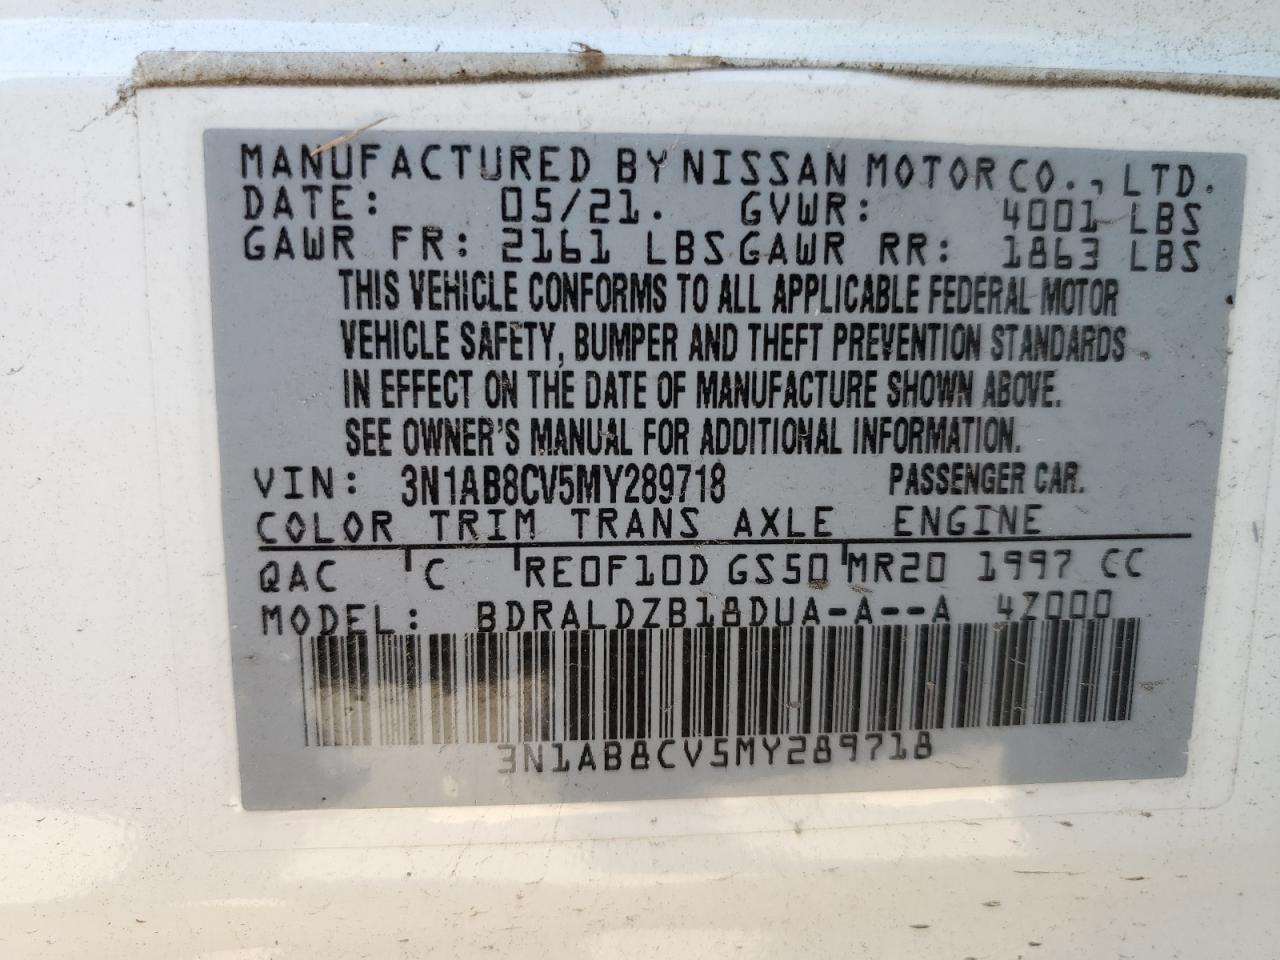 MANUFACTURED BY NISSAN MOTOR CO., LTD.
DATE: 05/21. GVWR: 4001 LBS
GAWR FR: 2161 LBS GAWR RR: 1863 LBS
THIS VEHICLE CONFORMS TO ALL APPLICABLE FEDERAL MOTOR
VEHICLE SAFETY, BUMPER AND THEFT PREVENTION STANDARDS
IN EFFECT ON THE DATE OF MANUFACTURE SHOWN ABOVE.
SEE OWNER'S MANUAL FOR ADDITIONAL INFORMATION.
VIN: 3N1AB8CV5MY289718 PASSENGER CAR.
COLOR TRIM TRANS AXLE ENGINE
QAC C RE0F10D GS50 MR20 1997 CC
MODEL: BDRALDZB18DUA-A--A 4Z000
3N1AB8CV5MY289718